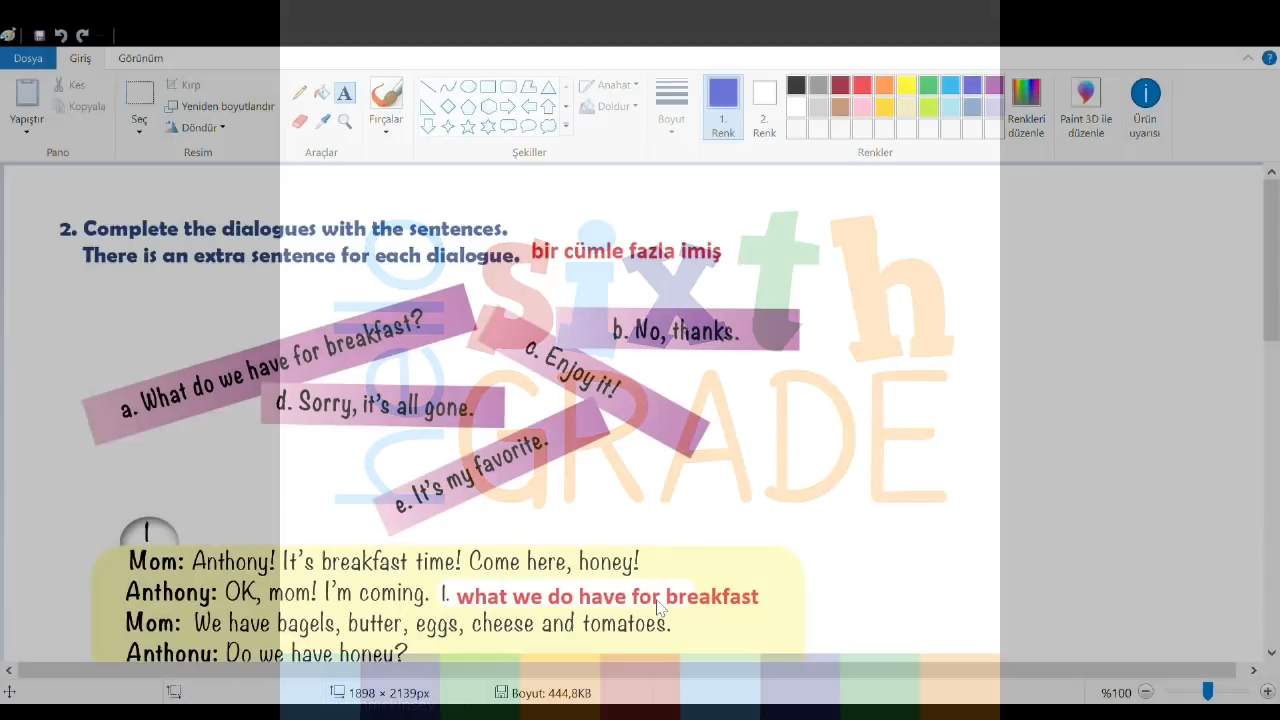 Dosya Giriş Görünüm
Yapıştır
Kes
Kopyala
Pano
Seç
Kırp
Yeniden boyutlandır
Döndür
Resim
A
Araçlar
Fırçalar
Şekiller
Anahat
Doldur
Boyut
1. Renk
2. Renk
Renkler
Renkleri düzenle
Paint 3D ile düzenle
Ürün uyarısı
2. Complete the dialogues with the sentences.
There is an extra sentence for each dialogue. bir cümle fazla imiş
hello
sixth
GRADE
a. What do we have for breakfast?
b. No, thanks.
c. Enjoy it!
d. Sorry, it's all gone.
e. It's my favorite.
1
Mom: Anthony! It's breakfast time! Come here, honey!
Anthony: OK, mom! I'm coming. 1. what we do have for breakfast
Mom: We have bagels, butter, eggs, cheese and tomatoes.
Anthony: Do we have honey?
1898 × 2139px
Boyut: 444,8KB
%100